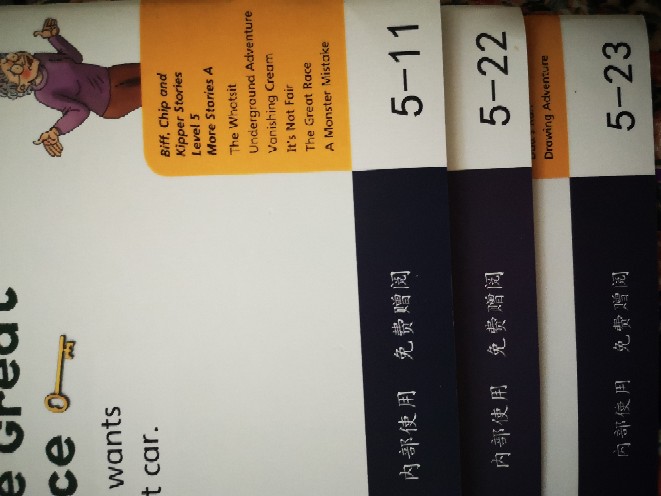 Biff, Chip and
Kipper Stories
Level 5
More Stories A
The Whatsit
Underground Adventure
Vanishing Cream
It's Not Fair
The Great Race
A Monster Mistake
5-11
内部使用 免费赠阅
Great
ce
wants
t car.
5-22
内部使用 免费赠阅
Drawing Adventure
5-23
内部使用 免费赠阅